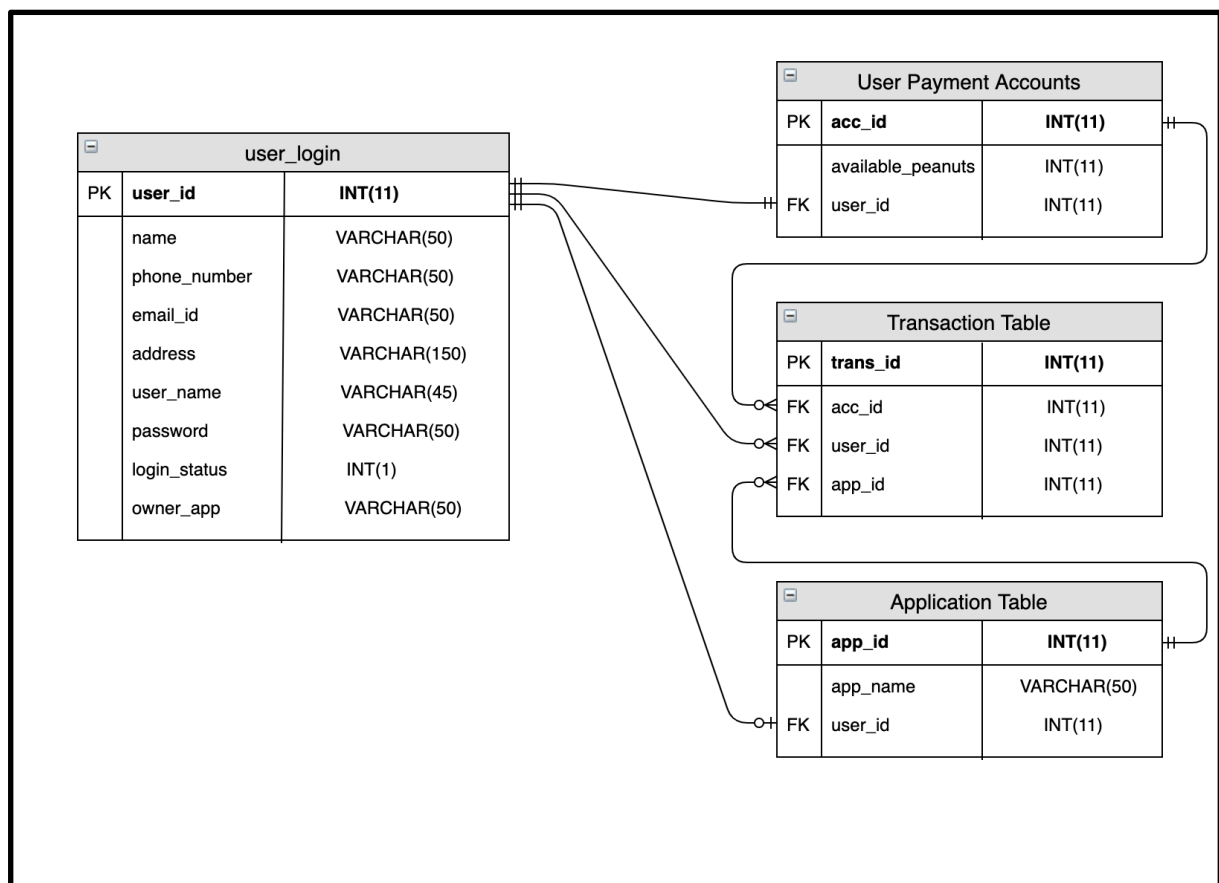 user_login
PK user_id INT(11)
name VARCHAR(50)
phone_number VARCHAR(50)
email_id VARCHAR(50)
address VARCHAR(150)
user_name VARCHAR(45)
password VARCHAR(50)
login_status INT(1)
owner_app VARCHAR(50)
User Payment Accounts
PK acc_id INT(11)
available_peanuts INT(11)
FK user_id INT(11)
Transaction Table
PK trans_id INT(11)
FK acc_id INT(11)
FK user_id INT(11)
FK app_id INT(11)
Application Table
PK app_id INT(11)
app_name VARCHAR(50)
FK user_id INT(11)